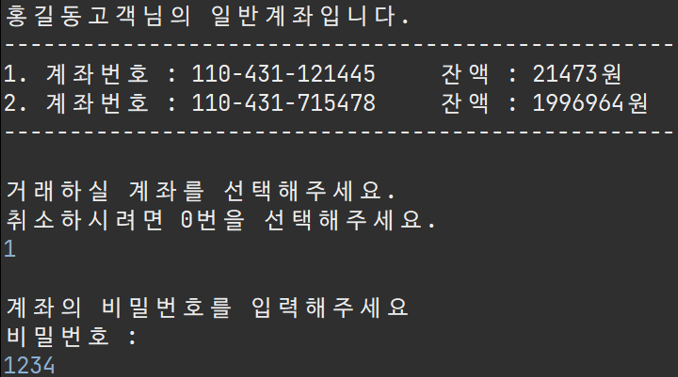 홍길동고객님의 일반계좌입니다.
------------------------------------------------------
1. 계좌번호 : 110-431-121445 잔액 : 21473원
2. 계좌번호 : 110-431-715478 잔액 : 1996964원
------------------------------------------------------
거래하실 계좌를 선택해주세요.
취소하시려면 0번을 선택해주세요.
1
계좌의 비밀번호를 입력해주세요
비밀번호 :
1234